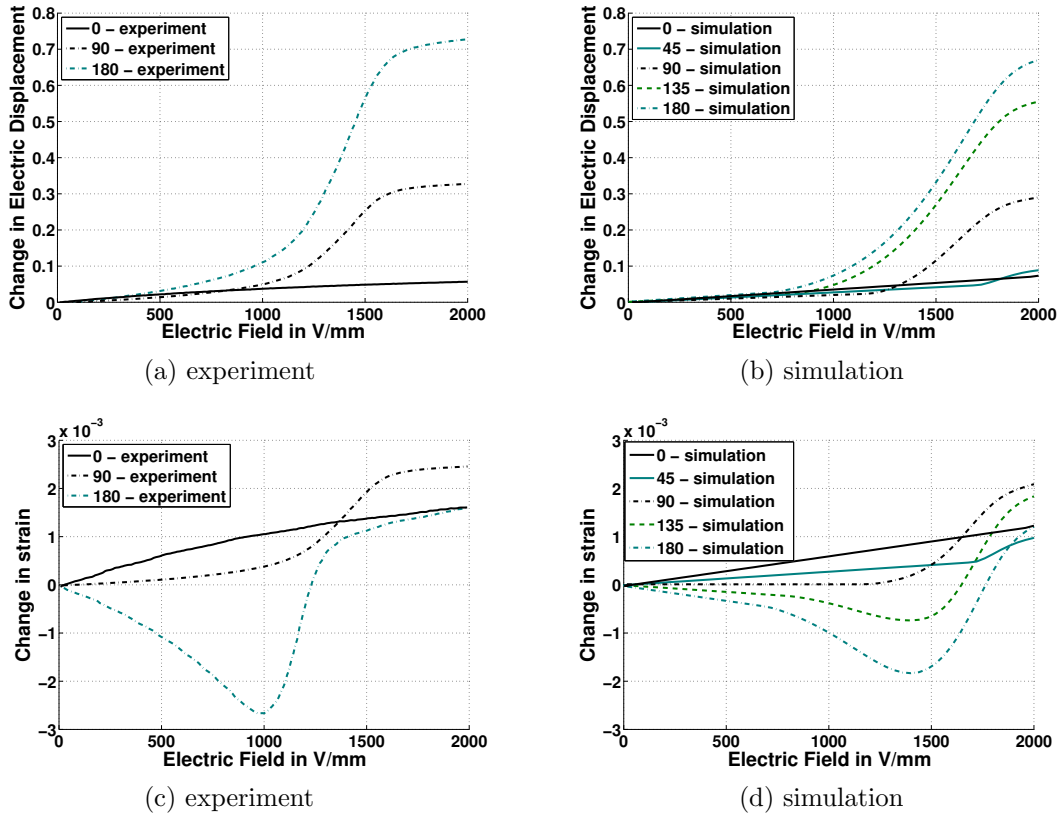 0.8
0.7
0.6
0.5
0.4
0.3
0.2
0.1
0
Change in Electric Displacement
0 – experiment
90 – experiment
180 – experiment
0 500 1000 1500 2000
Electric Field in V/mm
(a) experiment
0.8
0.7
0.6
0.5
0.4
0.3
0.2
0.1
0
Change in Electric Displacement
0 – simulation
45 – simulation
90 – simulation
135 – simulation
180 – simulation
0 500 1000 1500 2000
Electric Field in V/mm
(b) simulation
x 10⁻³
3
2
1
0
−1
−2
−3
Change in strain
0 – experiment
90 – experiment
180 – experiment
0 500 1000 1500 2000
Electric Field in V/mm
(c) experiment
x 10⁻³
3
2
1
0
−1
−2
−3
Change in strain
0 – simulation
45 – simulation
90 – simulation
135 – simulation
180 – simulation
0 500 1000 1500 2000
Electric Field in V/mm
(d) simulation